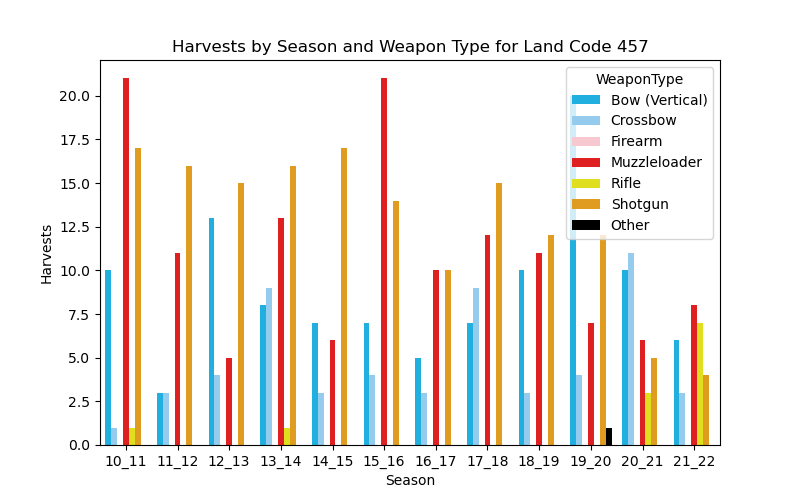 Harvests by Season and Weapon Type for Land Code 457
WeaponType
Bow (Vertical)
Crossbow
Firearm
Muzzleloader
Rifle
Shotgun
Other
Harvests
20.0
17.5
15.0
12.5
10.0
7.5
5.0
2.5
0.0
10_11 11_12 12_13 13_14 14_15 15_16 16_17 17_18 18_19 19_20 20_21 21_22
Season